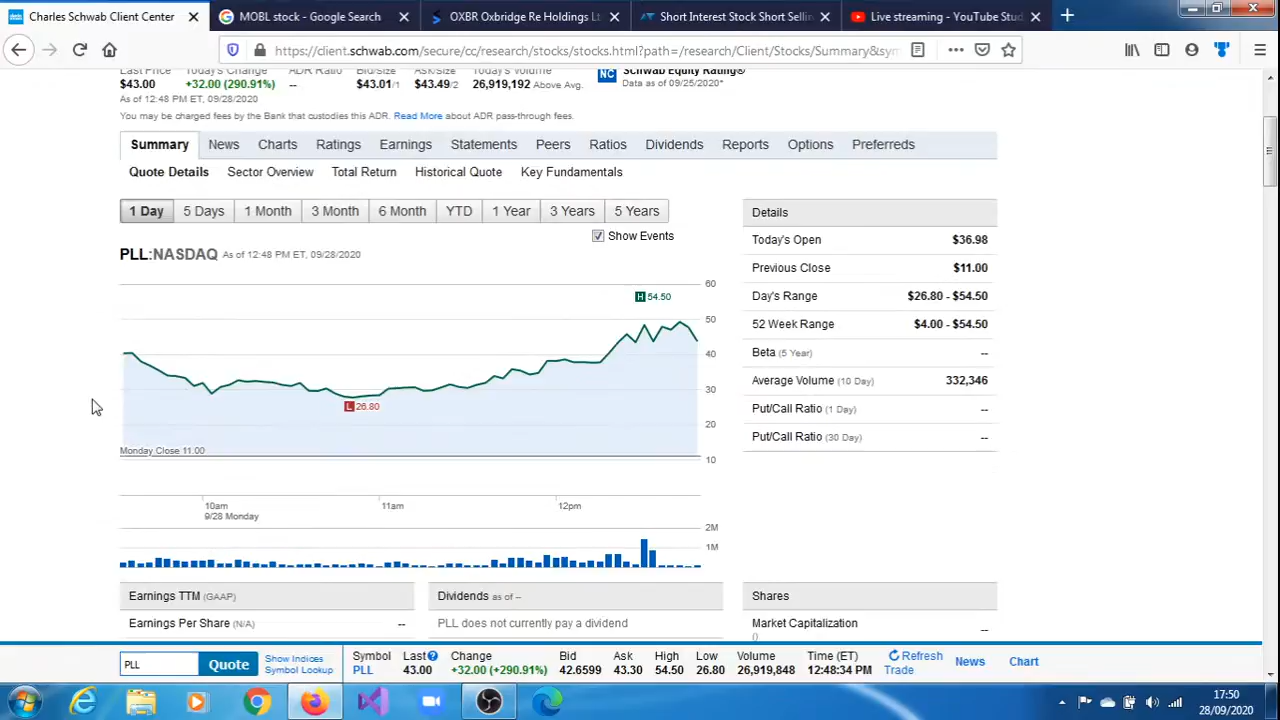 Charles Schwab Client Center
MOBL stock - Google Search
OXBR Oxbridge Re Holdings Lt
Short Interest Stock Short Sellin
Live streaming - YouTube Stud
https://client.schwab.com/secure/cc/research/stocks/stocks.html?path=/research/Client/Stocks/Summary&sym
Last Price Today's Change ADR Ratio Bid/Size Ask/Size Today's Volume
$43.00 +32.00 (290.91%) -- $43.01/1 $43.49/2 26,919,192 Above Avg.
As of 12:48 PM ET, 09/28/2020
NC Schwab Equity Rating®
Data as of 09/25/2020*
You may be charged fees by the Bank that custodies this ADR. Read More about ADR pass-through fees.
Summary News Charts Ratings Earnings Statements Peers Ratios Dividends Reports Options Preferreds
Quote Details Sector Overview Total Return Historical Quote Key Fundamentals
1 Day 5 Days 1 Month 3 Month 6 Month YTD 1 Year 3 Years 5 Years
Show Events
PLL:NASDAQ As of 12:48 PM ET, 09/28/2020
60
H 54.50
50
40
30
L 26.80
20
Monday Close 11.00
10
10am 11am 12pm
9/28 Monday
2M
1M
Details
Today's Open $36.98
Previous Close $11.00
Day's Range $26.80 - $54.50
52 Week Range $4.00 - $54.50
Beta (5 Year) --
Average Volume (10 Day) 332,346
Put/Call Ratio (1 Day) --
Put/Call Ratio (30 Day) --
Earnings TTM (GAAP)
Earnings Per Share (N/A) --
Dividends as of --
PLL does not currently pay a dividend
Shares
Market Capitalization --
()
PLL Quote
Show Indices
Symbol Lookup
Symbol Last Change Bid Ask High Low Volume Time (ET)
PLL 43.00 +32.00 (+290.91%) 42.6599 43.30 54.50 26.80 26,919,848 12:48:34 PM
Refresh
Trade
News
Chart
17:50
28/09/2020